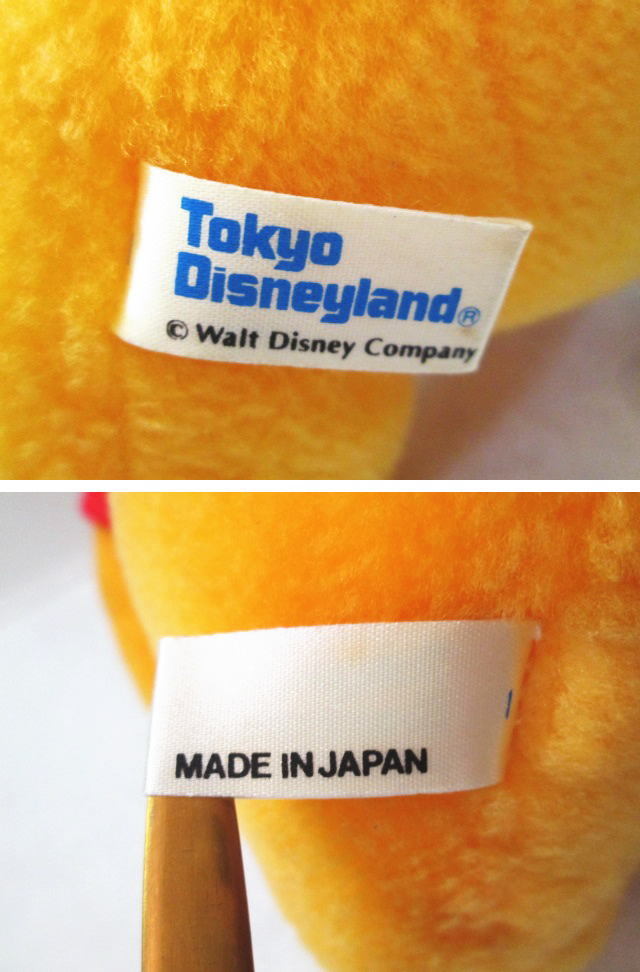 Tokyo
Disneyland®
© Walt Disney Company
MADE IN JAPAN